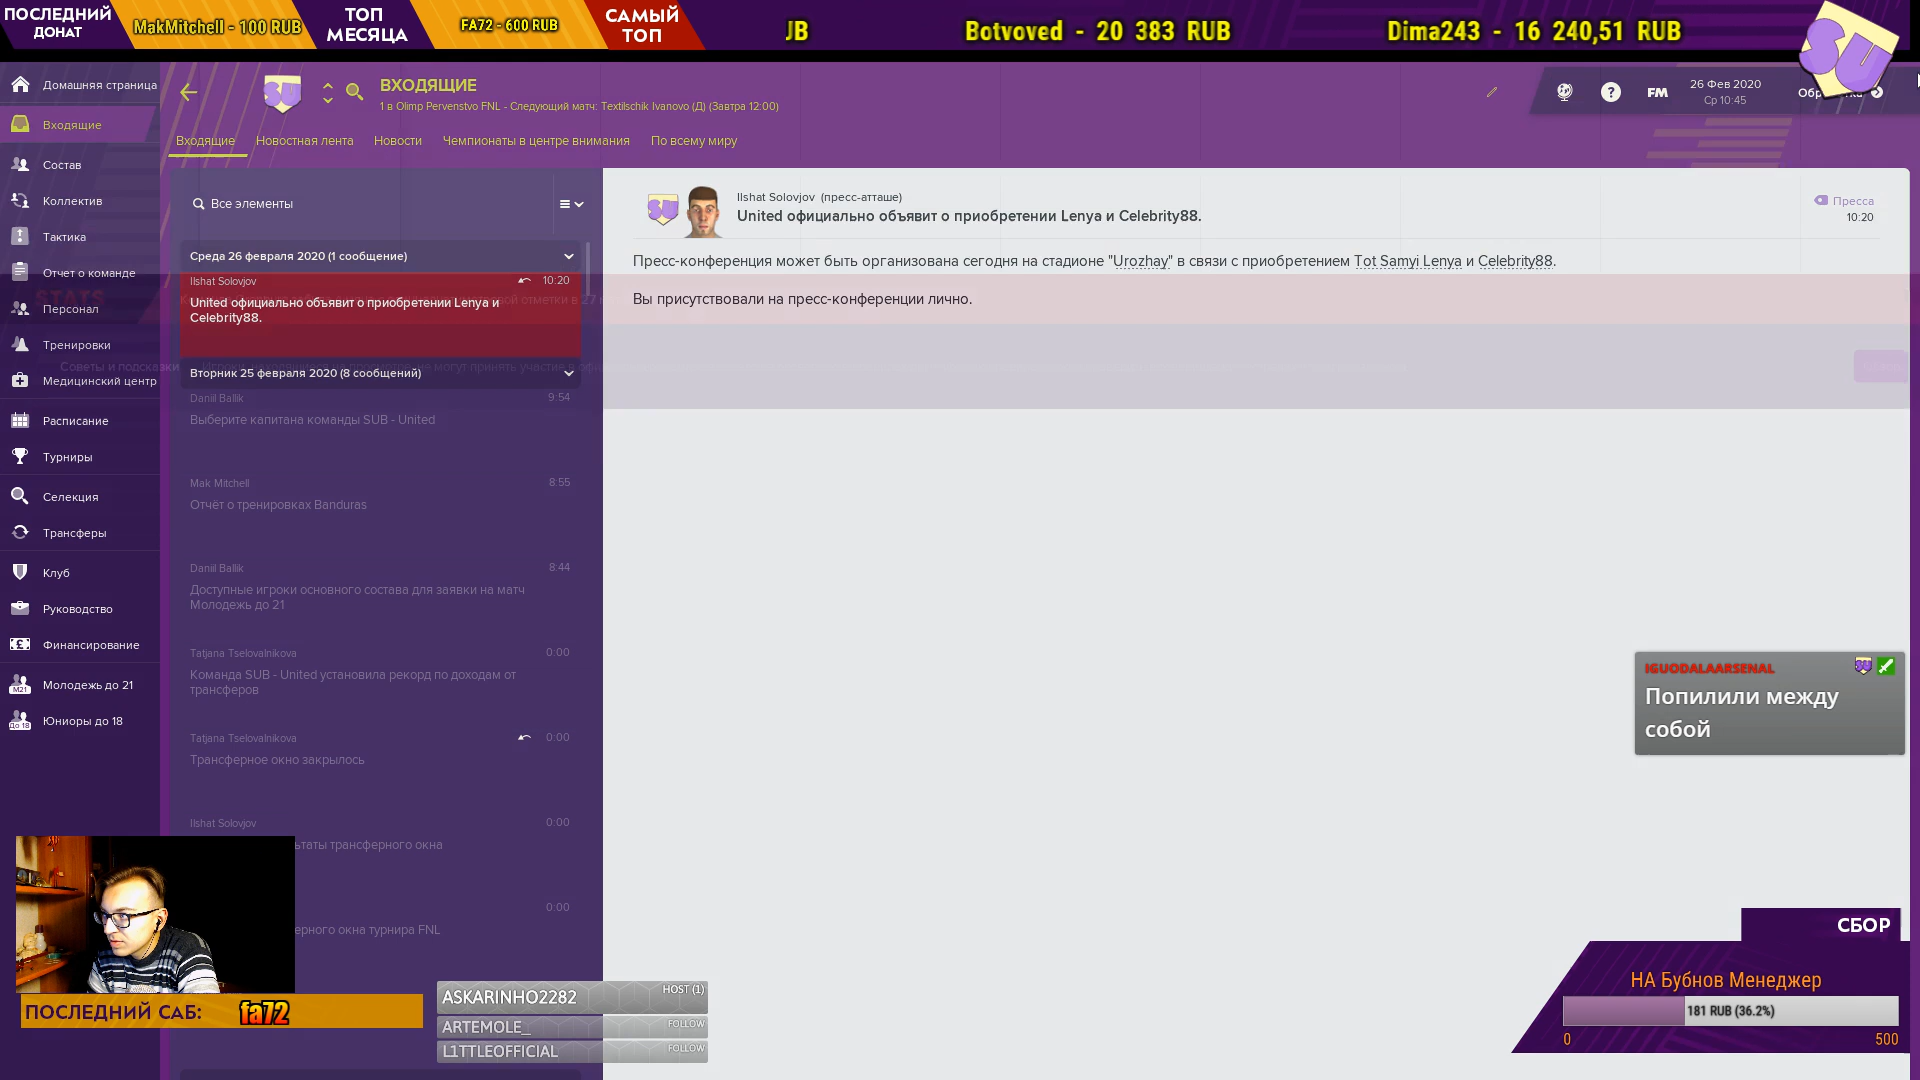 ПОСЛЕДНИЙ
ДОНАТ
MakMitchell - 100 RUB
ТОП
МЕСЯЦА
FA72 - 600 RUB
САМЫЙ
ТОП
UB
Botvoved - 20 383 RUB
Dima243 - 16 240,51 RUB
SU
Домашняя страница
Входящие
Состав
Коллектив
Тактика
Отчет о команде
Персонал
Тренировки
Медицинский центр
Расписание
Турниры
Селекция
Трансферы
Клуб
Руководство
Финансирование
Молодежь до 21
Юниоры до 18
ВХОДЯЩИЕ
1 в Olimp Pervenstvo FNL - Следующий матч: Textilschik Ivanovo (Д) (Завтра 12:00)
FM
26 Фев 2020
Ср 10:45
Входящие
Новостная лента
Новости
Чемпионаты в центре внимания
По всему миру
Все элементы
Среда 26 февраля 2020 (1 сообщение)
Ilshat Solovjov
10:20
United официально объявит о приобретении Lenya и
Celebrity88.
Вторник 25 февраля 2020 (8 сообщений)
Daniil Ballik
9:54
Выберите капитана команды SUB - United
Mak Mitchell
8:55
Отчёт о тренировках Banduras
Daniil Ballik
8:44
Доступные игроки основного состава для заявки на матч
Молодежь до 21
Tatjana Tselovalnikova
0:00
Команда SUB - United установила рекорд по доходам от
трансферов
Tatjana Tselovalnikova
0:00
Трансферное окно закрылось
Ilshat Solovjov
0:00
трансферного окна
0:00
окна турнира FNL
Ilshat Solovjov (пресс-атташе)
United официально объявит о приобретении Lenya и Celebrity88.
Пресса
10:20
Пресс-конференция может быть организована сегодня на стадионе "Urozhay" в связи с приобретением Tot Samyi Lenya и Celebrity88.
Вы присутствовали на пресс-конференции лично.
IGUODALAARSENAL
Попилили между
собой
ПОСЛЕДНИЙ САБ:
fa72
ASKARINHO2282
HOST (1)
ARTEMOLE_
FOLLOW
L1TTLEOFFICIAL
FOLLOW
СБОР
НА Бубнов Менеджер
181 RUB (36.2%)
0
500